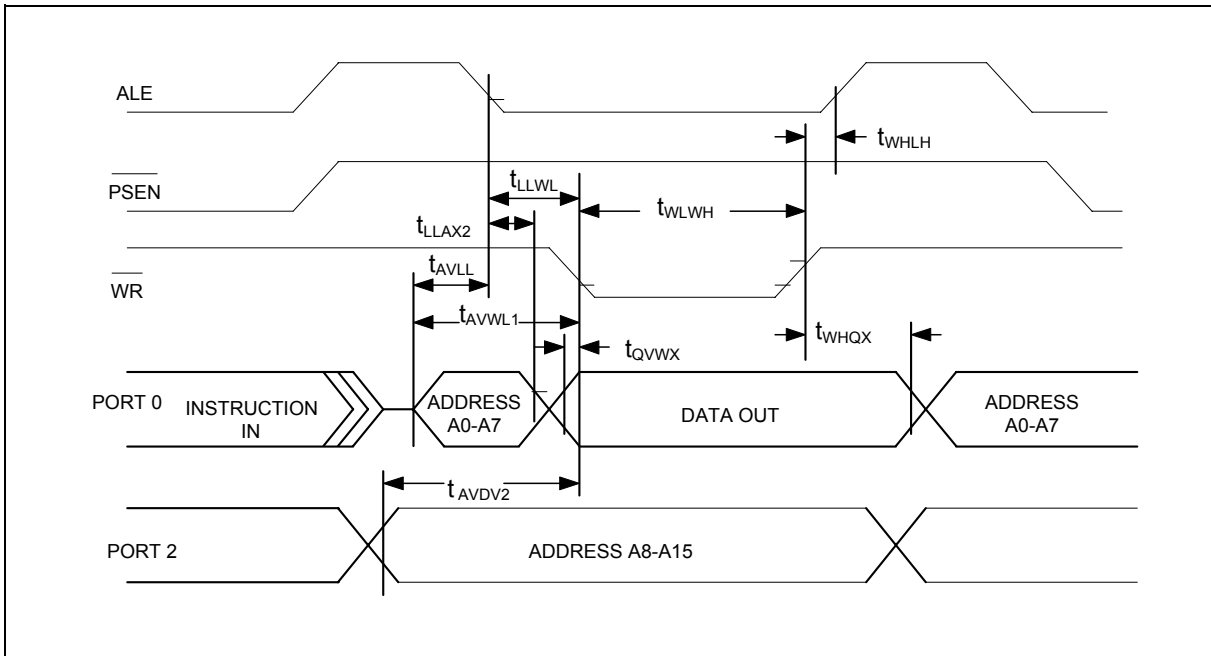 ALE
tWHLH
PSEN
tLLWL
tWLWH
tLLAX2
tAVLL
WR
tAVWL1
tWHQX
tQVWX
PORT 0
INSTRUCTION
IN
ADDRESS
A0-A7
DATA OUT
ADDRESS
A0-A7
tAVDV2
PORT 2
ADDRESS A8-A15